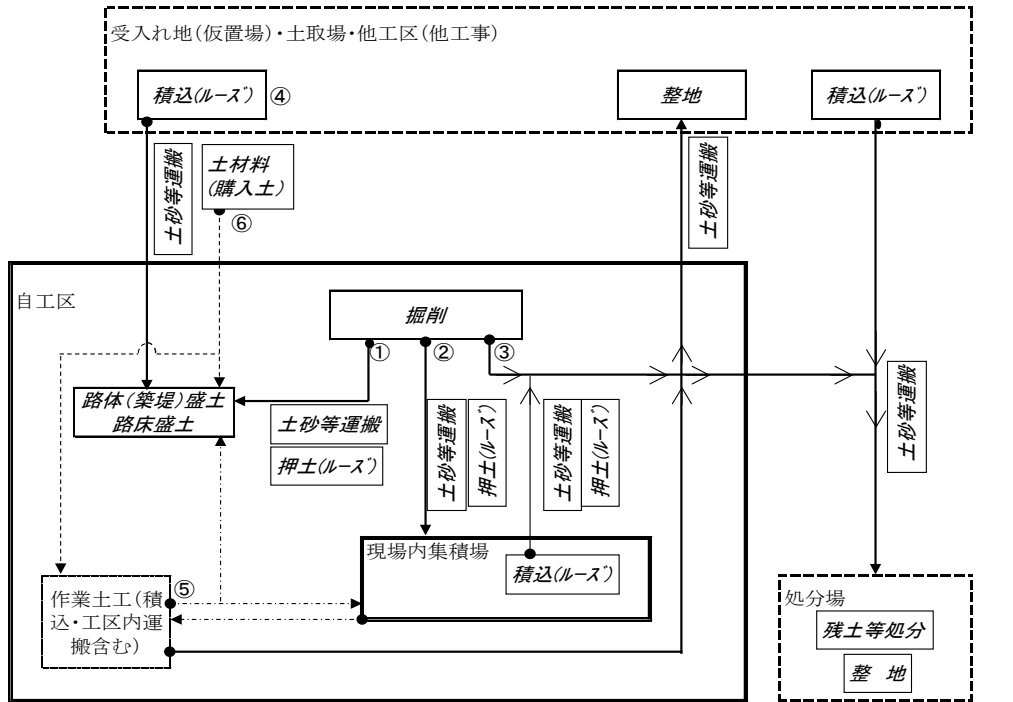 受入れ地(仮置場)・土取場・他工区(他工事)
積込(ﾙｰｽﾞ)
④
整地
積込(ﾙｰｽﾞ)
土砂等運搬
土材料
(購入土)
⑥
土砂等運搬
自工区
掘削
①
②
③
路体(築堤)盛土
路床盛土
土砂等運搬
押土(ﾙｰｽﾞ)
土砂等運搬
押土(ﾙｰｽﾞ)
土砂等運搬
押土(ﾙｰｽﾞ)
土砂等運搬
現場内集積場
積込(ﾙｰｽﾞ)
⑤
作業土工(積
込・工区内運
搬含む)
処分場
残土等処分
整　地